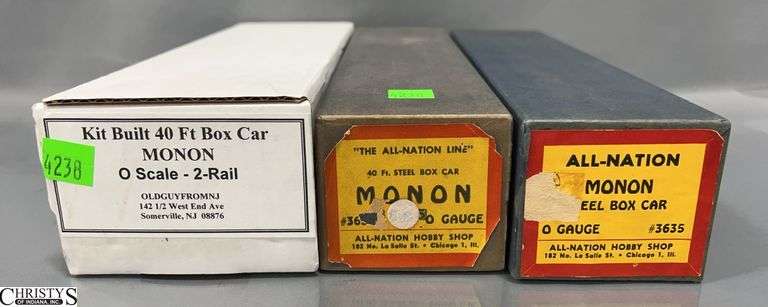 Kit Built 40 Ft Box Car
MONON
O Scale - 2-Rail
OLDGUYFROMNJ
142 1/2 West End Ave
Somerville, NJ 08876
4238
4238
"THE ALL-NATION LINE"
40 Ft. STEEL BOX CAR
MONON
O GAUGE
ALL-NATION HOBBY SHOP
182 No. La Salle St. • Chicago 1, Ill.
ALL-NATION
MONON
EEL BOX CAR
O GAUGE #3635
ALL-NATION HOBBY SHOP
182 No. La Salle St. • Chicago 1, Ill.
CHRISTYS
OF INDIANA, INC.